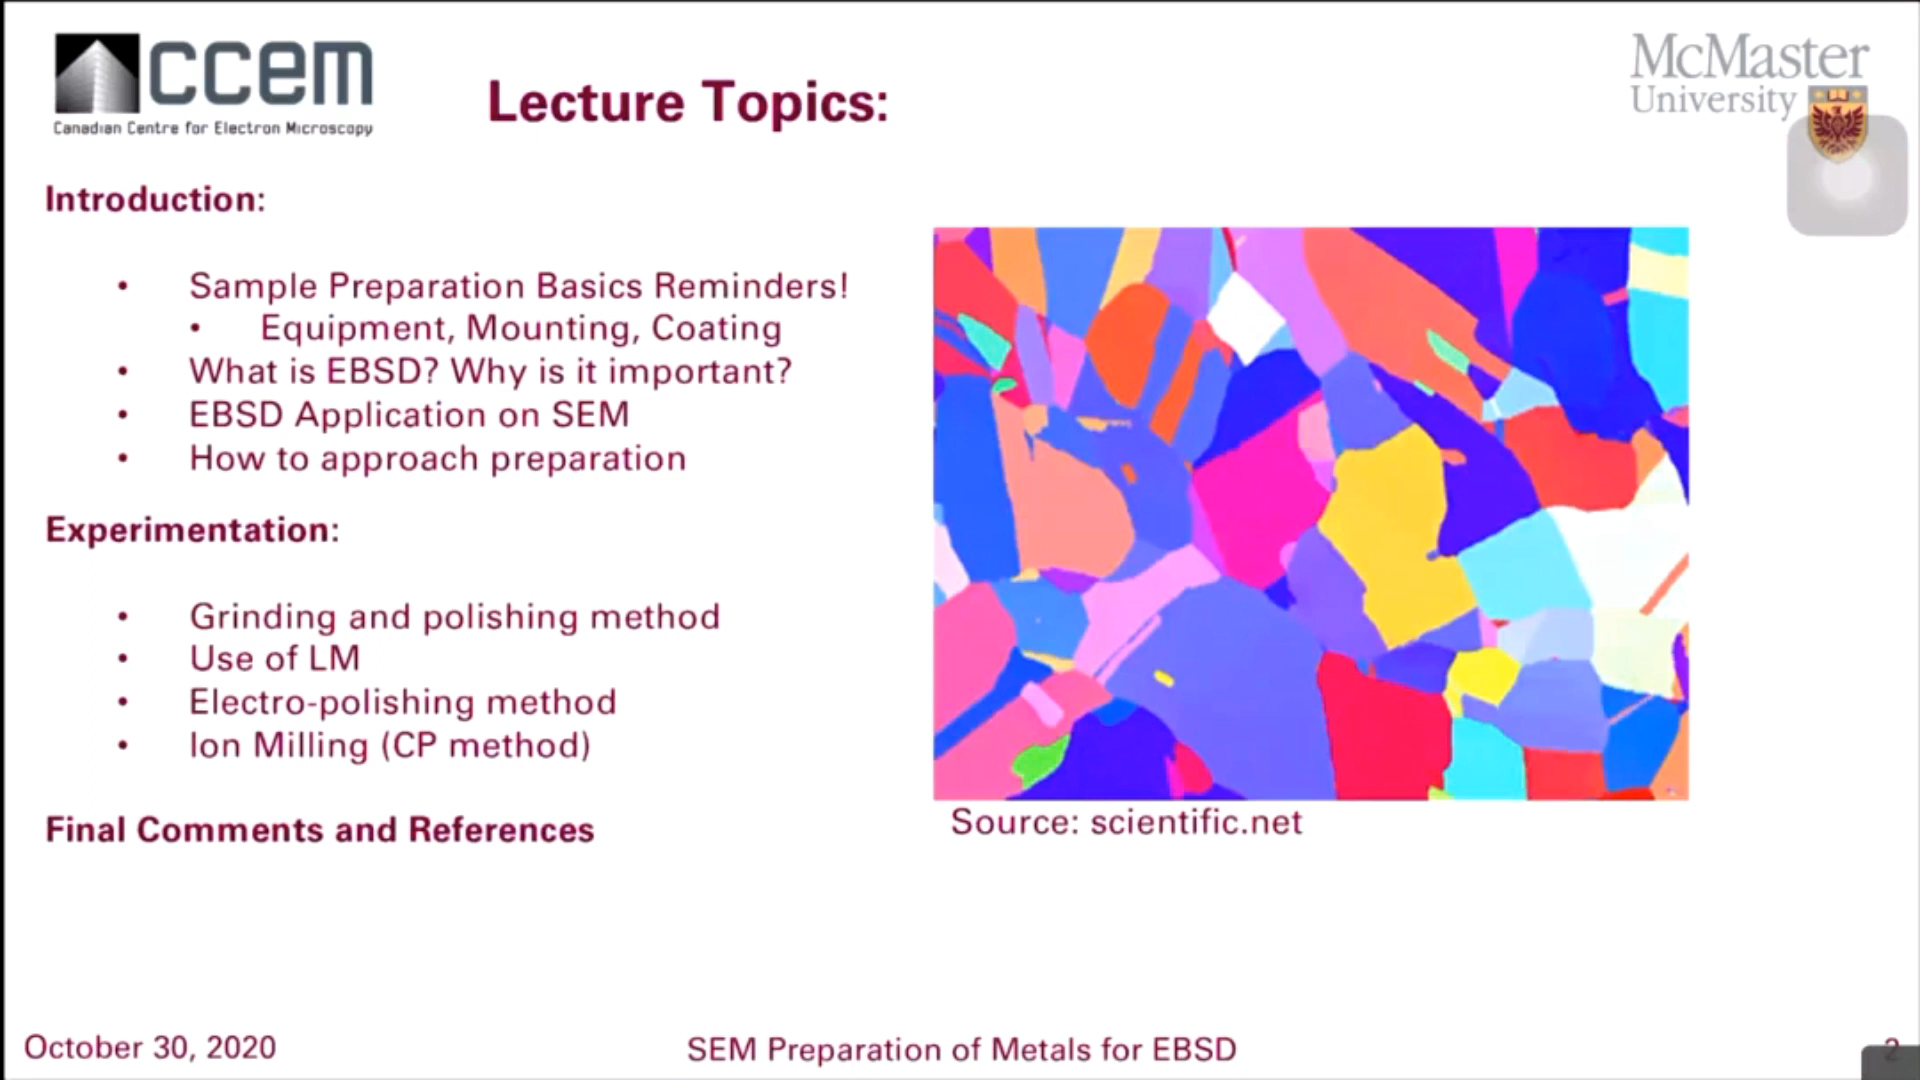 ccem
Canadian Centre for Electron Microscopy
Lecture Topics:
McMaster
University
Introduction:
• Sample Preparation Basics Reminders!
• Equipment, Mounting, Coating
• What is EBSD? Why is it important?
• EBSD Application on SEM
• How to approach preparation
Experimentation:
• Grinding and polishing method
• Use of LM
• Electro-polishing method
• Ion Milling (CP method)
Final Comments and References
Source: scientific.net
October 30, 2020
SEM Preparation of Metals for EBSD
2